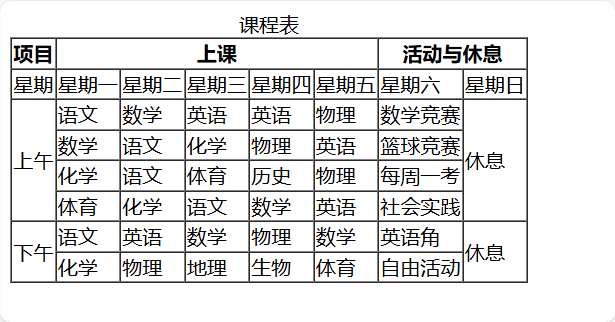 课程表
项目 上课 活动与休息
星期 星期一 星期二 星期三 星期四 星期五 星期六 星期日
上午 语文 数学 英语 英语 物理 数学竞赛 休息
数学 语文 化学 物理 英语 篮球竞赛
化学 语文 体育 历史 物理 每周一考
体育 化学 语文 数学 英语 社会实践
下午 语文 英语 数学 物理 数学 英语角 休息
化学 物理 地理 生物 体育 自由活动